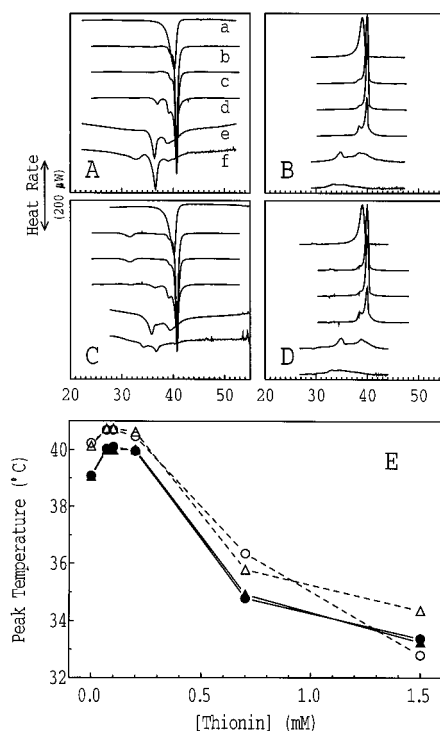 a
b
c
d
e
f
A
B
Heat Rate
(200 µW)
C
D
20 30 40 50
20 30 40 50
E
40
38
36
34
32
Peak Temperature (°C)
0.0 0.5 1.0 1.5
[Thionin] (mM)